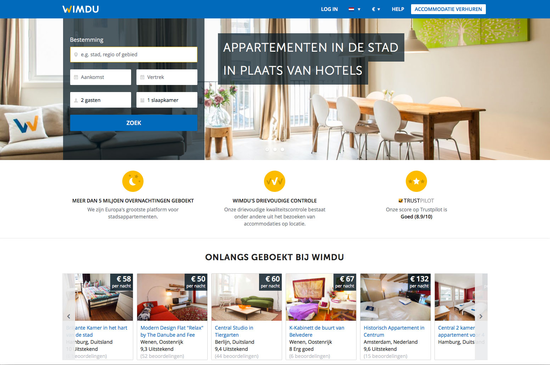 WIMDU
LOG IN
€
HELP
ACCOMMODATIE VERHUREN
Bestemming
e.g. stad, regio of gebied
Aankomst
Vertrek
2 gasten
1 slaapkamer
ZOEK
APPARTEMENTEN IN DE STAD
IN PLAATS VAN HOTELS
MEER DAN 5 MILJOEN OVERNACHTINGEN GEBOEKT
We zijn Europa's grootste platform voor
stadsappartementen.
WIMDU'S DRIEVOUDIGE CONTROLE
Onze drievoudige kwaliteitscontrole bestaat
onder andere uit het bezoeken van
accommodaties op locatie.
TRUSTPILOT
Onze score op Trustpilot is
Goed (8.9/10)
ONLANGS GEBOEKT BIJ WIMDU
€ 58
per nacht
ante Kamer in het hart
de stad
mburg, Duitsland
Uitstekend
beoordelingen)
€ 50
per nacht
Modern Design Flat "Relax"
by The Danube and Fee
Wenen, Oostenrijk
9,3 Uitstekend
(52 beoordelingen)
€ 60
per nacht
Central Studio in
Tiergarten
Berlijn, Duitsland
9,4 Uitstekend
(44 beoordelingen)
€ 67
per nacht
K-Kabinett de buurt van
Belvedere
Wenen, Oostenrijk
8 Erg goed
(6 beoordelingen)
€ 132
per nacht
Historisch Appartement in
Centrum
Amsterdam, Nederland
9,6 Uitstekend
(15 beoordelingen)
Central 2 kamer
appartement vo
Hamburg, Duits